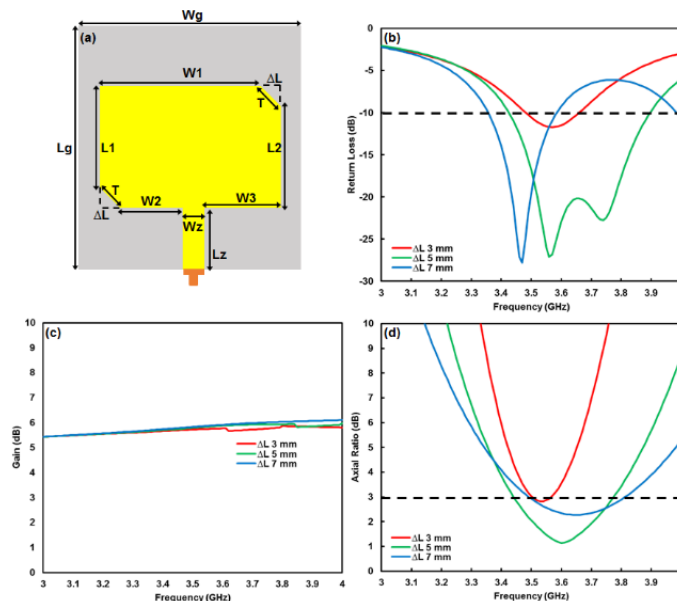 Wg
(a)
W1
ΔL
T
Lg
L1
L2
T
W2
W3
ΔL
Wz
Lz
(b)
0
-5
-10
-15
-20
-25
-30
Return Loss (dB)
ΔL 3 mm
ΔL 5 mm
ΔL 7 mm
3 3.1 3.2 3.3 3.4 3.5 3.6 3.7 3.8 3.9
Frequency (GHz)
(c)
10
9
8
7
6
5
4
3
2
1
0
Gain (dB)
ΔL 3 mm
ΔL 5 mm
ΔL 7 mm
3 3.1 3.2 3.3 3.4 3.5 3.6 3.7 3.8 3.9 4
Frequency (GHz)
(d)
10
9
8
7
6
5
4
3
2
1
0
Axial Ratio (dB)
ΔL 3 mm
ΔL 5 mm
ΔL 7 mm
3 3.1 3.2 3.3 3.4 3.5 3.6 3.7 3.8 3.9
Frequency (GHz)